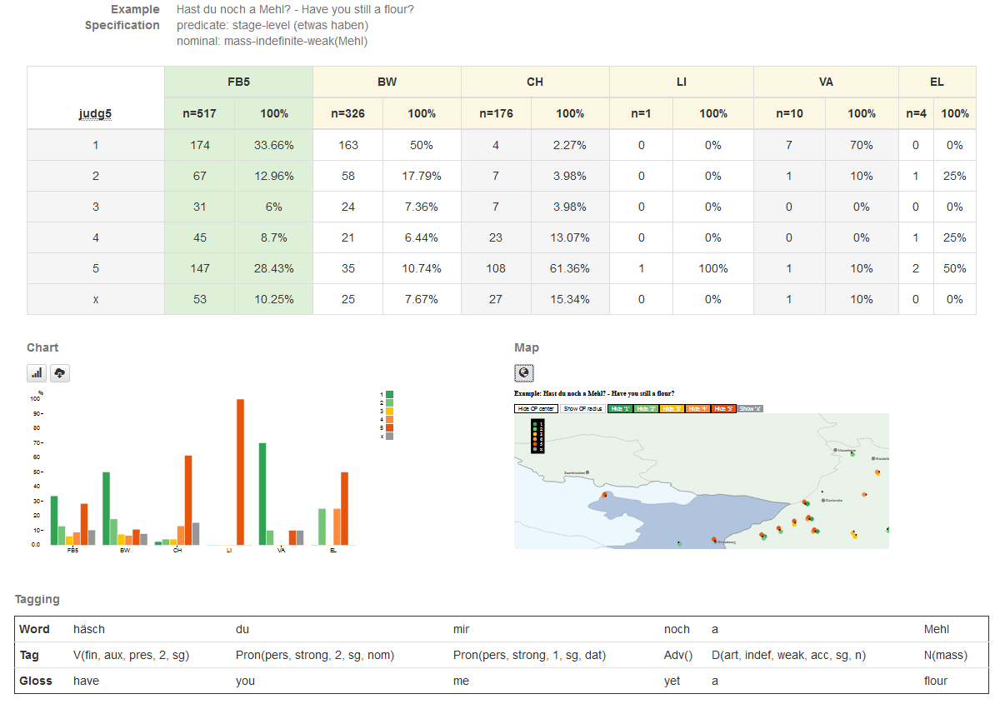 Example Hast du noch a Mehl? - Have you still a flour?
Specification predicate: stage-level (etwas haben)
nominal: mass-indefinite-weak(Mehl)
FB5 BW CH LI VA EL
judg5 n=517 100% n=326 100% n=176 100% n=1 100% n=10 100% n=4 100%
1 174 33.66% 163 50% 4 2.27% 0 0% 7 70% 0 0%
2 67 12.96% 58 17.79% 7 3.98% 0 0% 1 10% 1 25%
3 31 6% 24 7.36% 7 3.98% 0 0% 0 0% 0 0%
4 45 8.7% 21 6.44% 23 13.07% 0 0% 0 0% 1 25%
5 147 28.43% 35 10.74% 108 61.36% 1 100% 1 10% 2 50%
x 53 10.25% 25 7.67% 27 15.34% 0 0% 1 10% 0 0%
Chart
%
100
90
80
70
60
50
40
30
20
10
0.0
FB5 BW CH LI VA EL
1
2
3
4
5
x
Map
Example: Hast du noch a Mehl? - Have you still a flour?
Hide CP center Show CP radius Hide '1' Hide '2' Hide '3' Hide '4' Hide '5' Show 'x'
1
2
3
4
5
x
Mannheim
Saarbrücken
Karlsruhe
Strasbourg
Tagging
Word häsch du mir noch a Mehl
Tag V(fin, aux, pres, 2, sg) Pron(pers, strong, 2, sg, nom) Pron(pers, strong, 1, sg, dat) Adv() D(art, indef, weak, acc, sg, n) N(mass)
Gloss have you me yet a flour